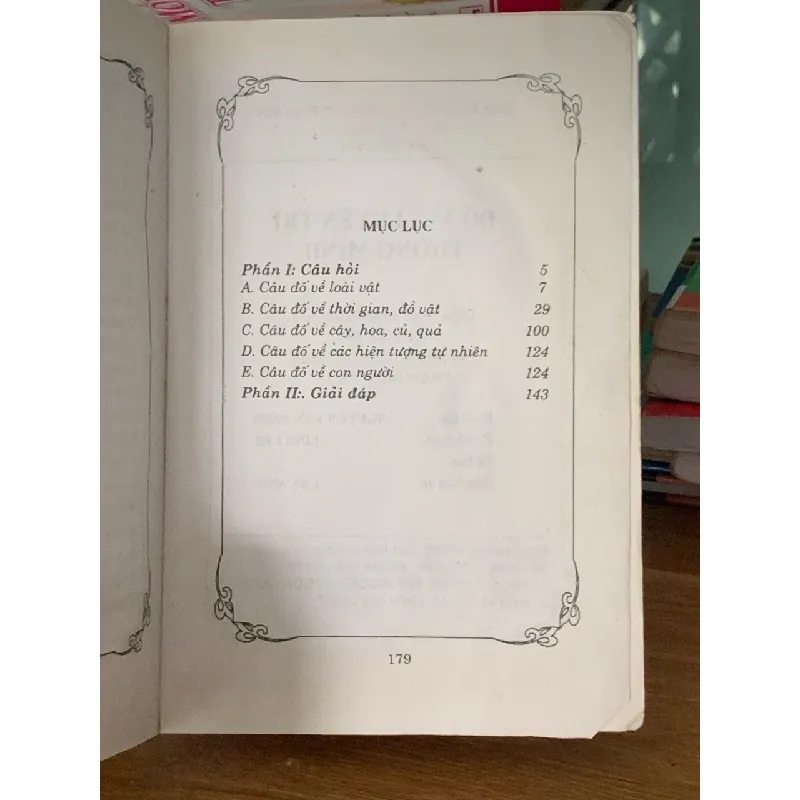 MỤC LỤC
Phần I: Câu hỏi 5
A. Câu đố về loài vật 7
B. Câu đố về thời gian, đồ vật 29
C. Câu đố về cây, hoa, củ, quả 100
D. Câu đố về các hiện tượng tự nhiên 124
E. Câu đố về con người 124
Phần II:. Giải đáp 143
179